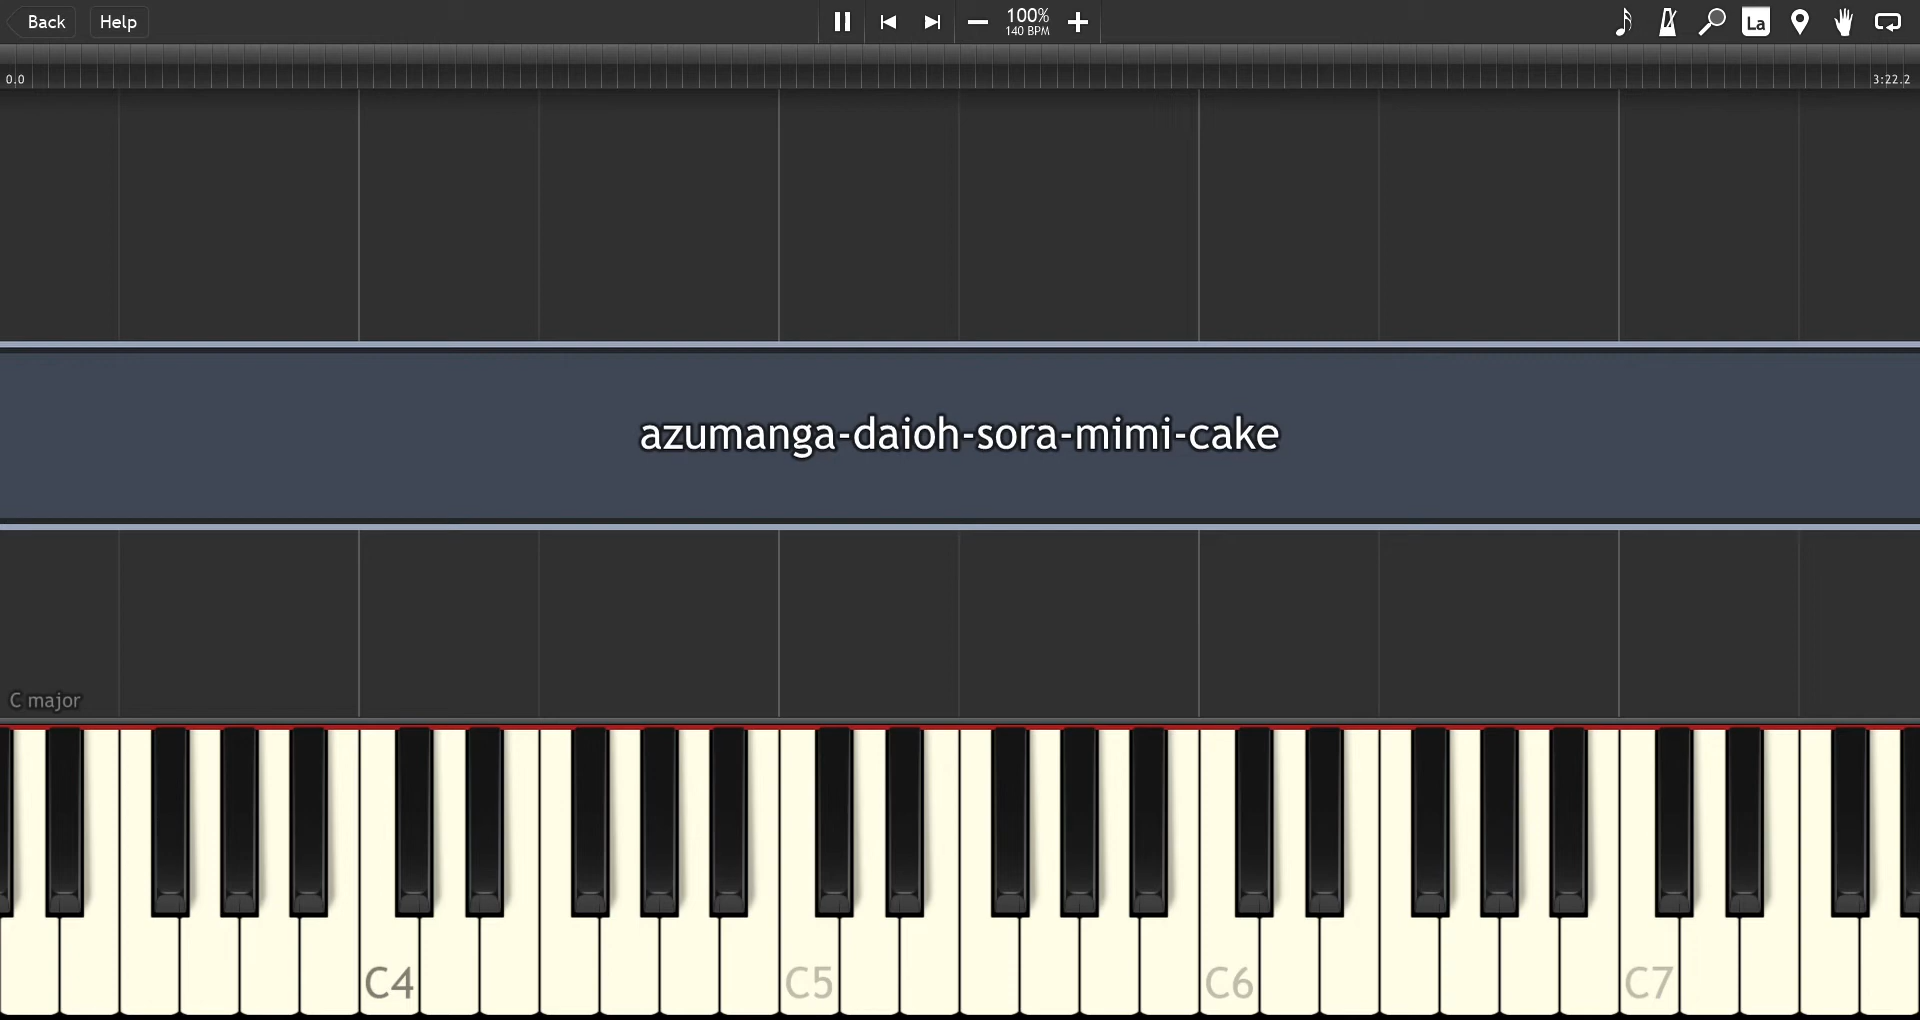 Back
Help
100%
140 BPM
La
0.0
3:22.2
azumanga-daioh-sora-mimi-cake
C major
C4
C5
C6
C7